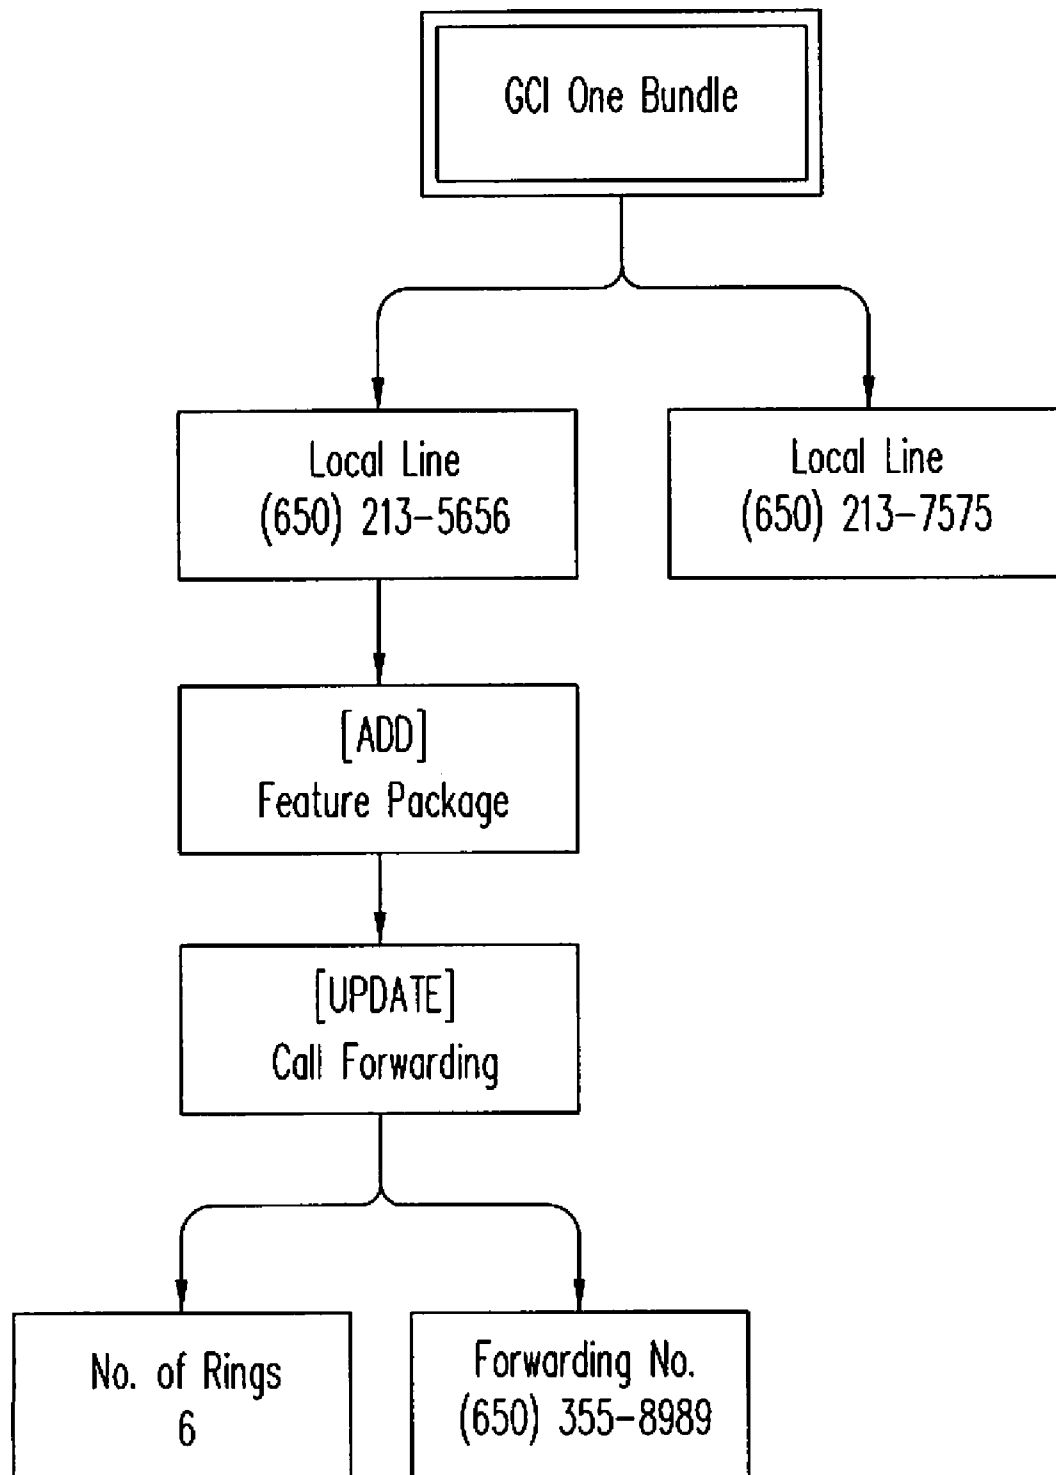 GCI One Bundle
Local Line
(650) 213-5656
Local Line
(650) 213-7575
[ADD]
Feature Package
[UPDATE]
Call Forwarding
No. of Rings
6
Forwarding No.
(650) 355-8989